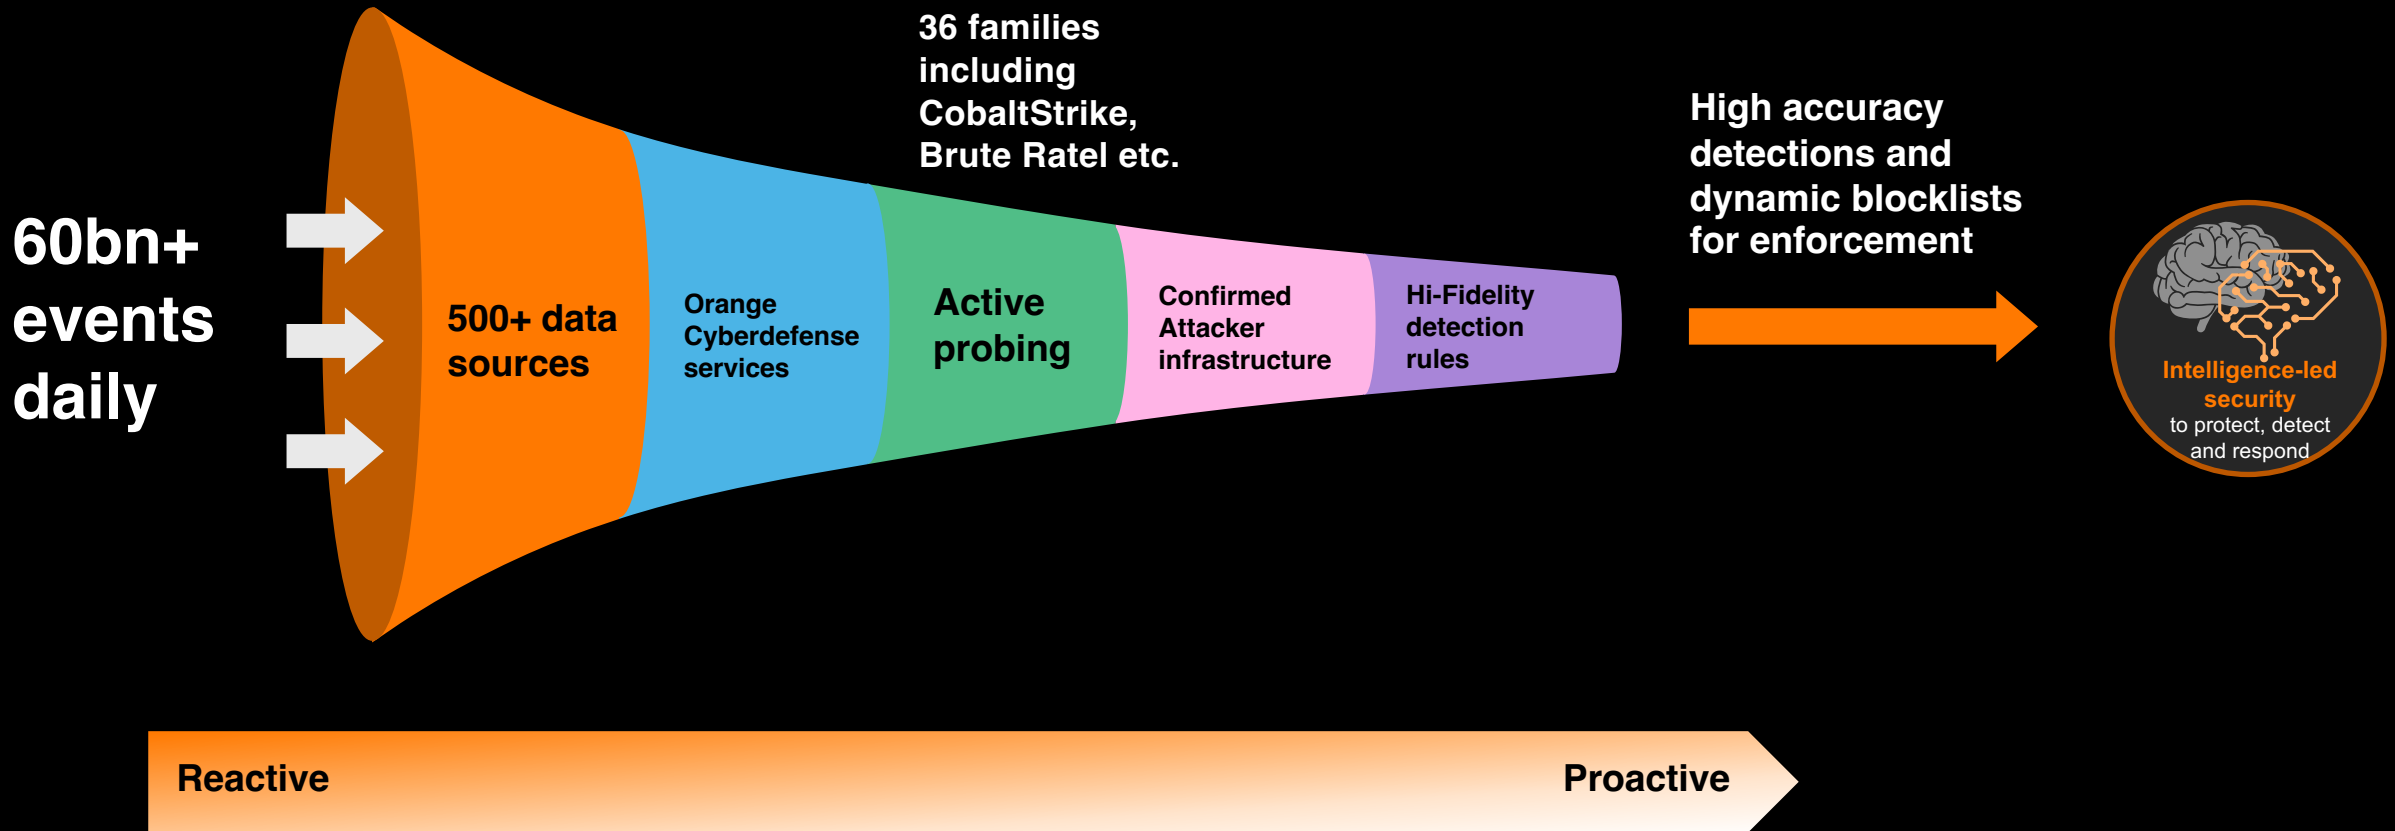 60bn+
events
daily
500+ data
sources
Orange
Cyberdefense
services
36 families
including
CobaltStrike,
Brute Ratel etc.
Active
probing
Confirmed
Attacker
infrastructure
Hi-Fidelity
detection
rules
High accuracy
detections and
dynamic blocklists
for enforcement
Intelligence-led
security
to protect, detect
and respond
Reactive
Proactive